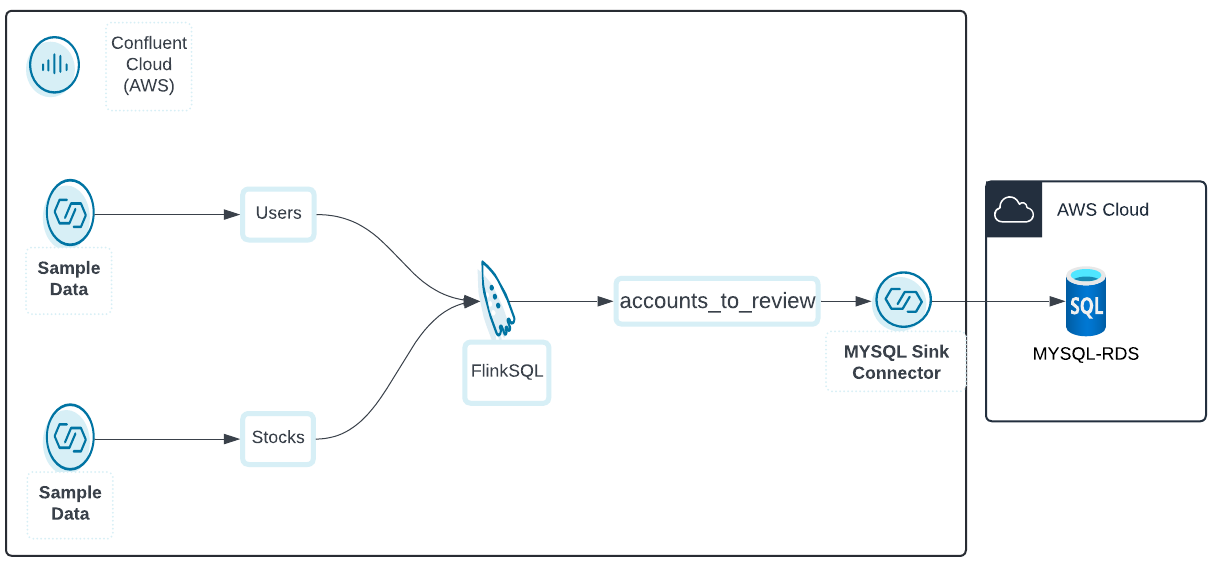 Confluent
Cloud
(AWS)
Users
Sample
Data
FlinkSQL
accounts_to_review
MYSQL Sink
Connector
AWS Cloud
SQL
MYSQL-RDS
Stocks
Sample
Data